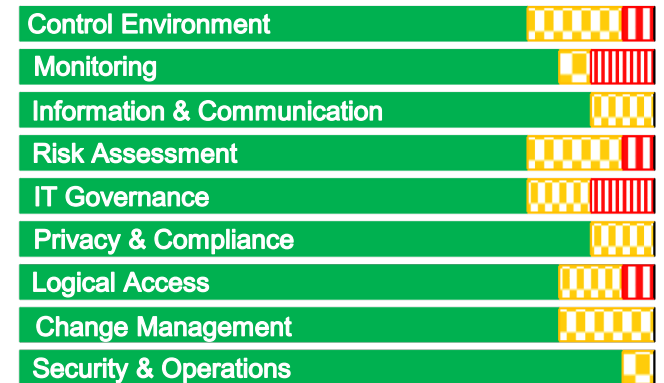 Control Environment
Monitoring
Information & Communication
Risk Assessment
IT Governance
Privacy & Compliance
Logical Access
Change Management
Security & Operations